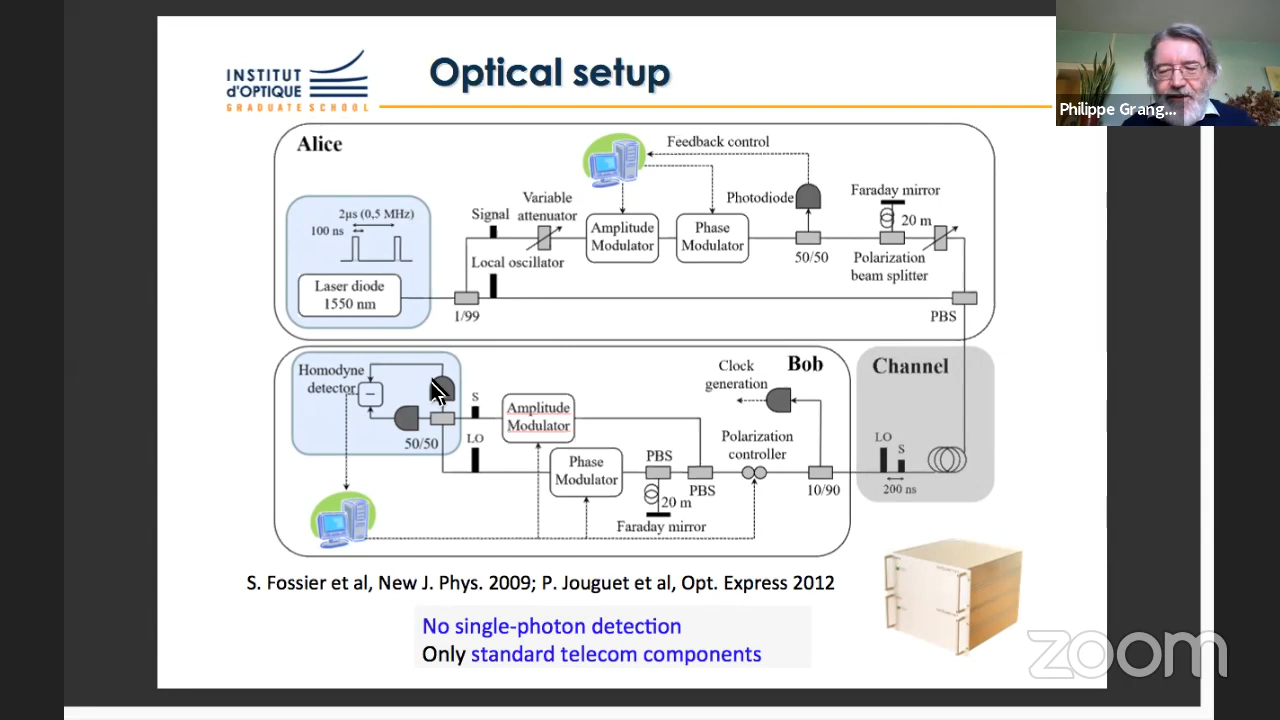 INSTITUT
d'OPTIQUE
GRADUATE SCHOOL
Optical setup
Philippe Grang...
Alice
Feedback control
2µs (0,5 MHz)
100 ns
Laser diode
1550 nm
Signal
Variable
attenuator
Local oscillator
1/99
Amplitude
Modulator
Phase
Modulator
Photodiode
50/50
Faraday mirror
20 m
Polarization
beam splitter
PBS
Homodyne
detector
−
50/50
S
LO
Amplitude
Modulator
Phase
Modulator
PBS
20 m
Faraday mirror
PBS
Clock
generation
Bob
Polarization
controller
10/90
Channel
LO
S
200 ns
S. Fossier et al, New J. Phys. 2009; P. Jouguet et al, Opt. Express 2012
No single-photon detection
Only standard telecom components
zoom